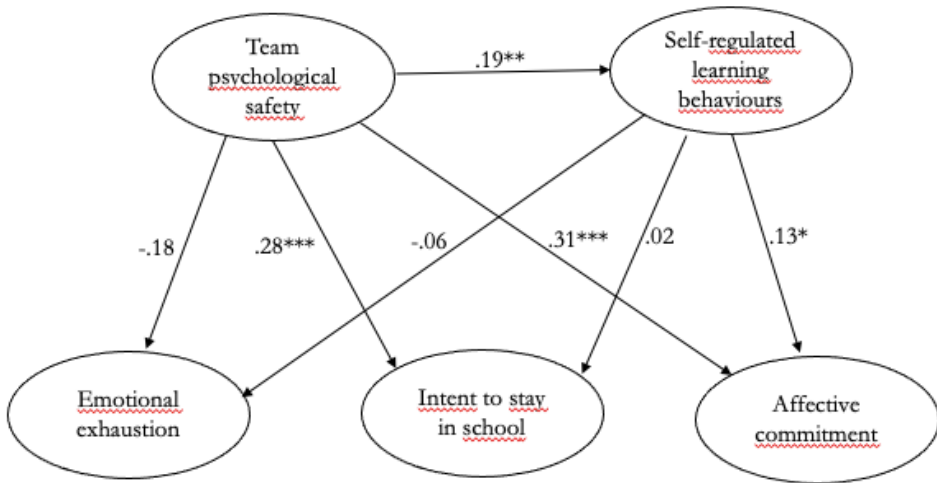 Team
psychological
safety
.19**
Self-regulated
learning
behaviours
-.18
.28***
-.06
.31***
.02
.13*
Emotional
exhaustion
Intent to stay
in school
Affective
commitment